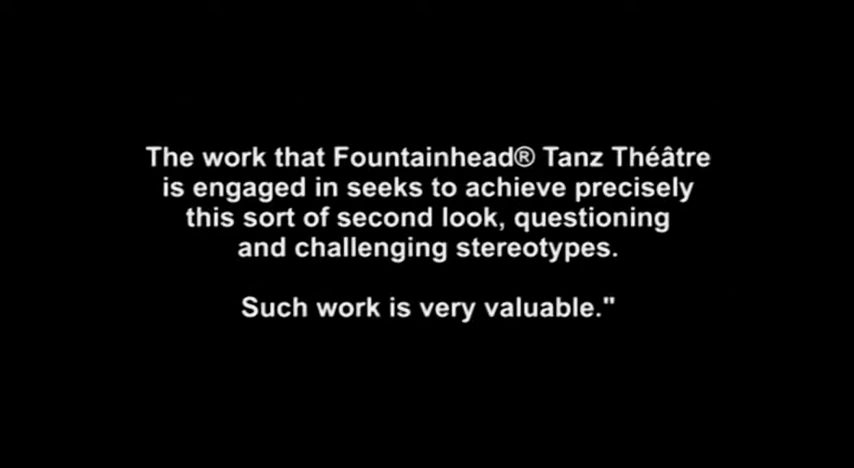 The work that Fountainhead® Tanz Théâtre
is engaged in seeks to achieve precisely
this sort of second look, questioning
and challenging stereotypes.
Such work is very valuable."